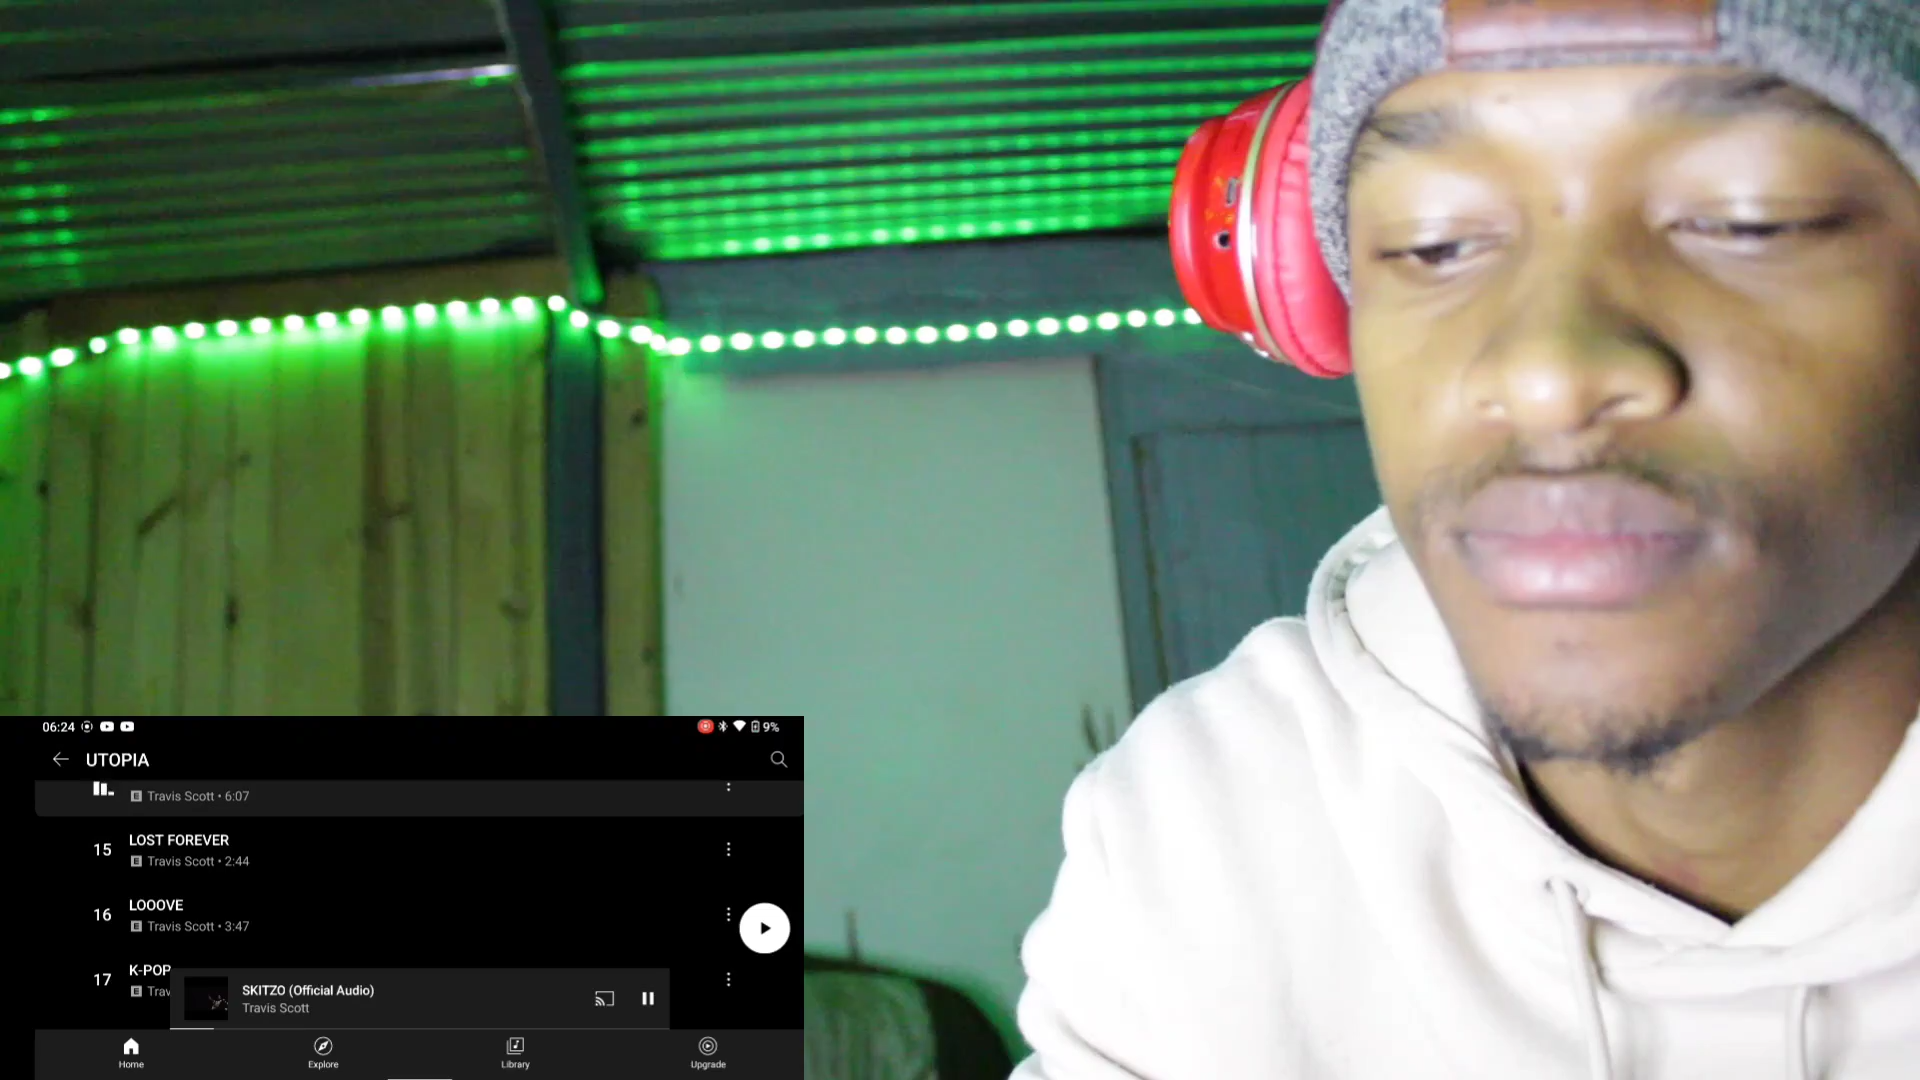 06:24 9%
UTOPIA
E Travis Scott • 6:07
15 LOST FOREVER
E Travis Scott • 2:44
16 LOOOVE
E Travis Scott • 3:47
17 K-POP
E Trav
SKITZO (Official Audio)
Travis Scott
Home Explore Library Upgrade